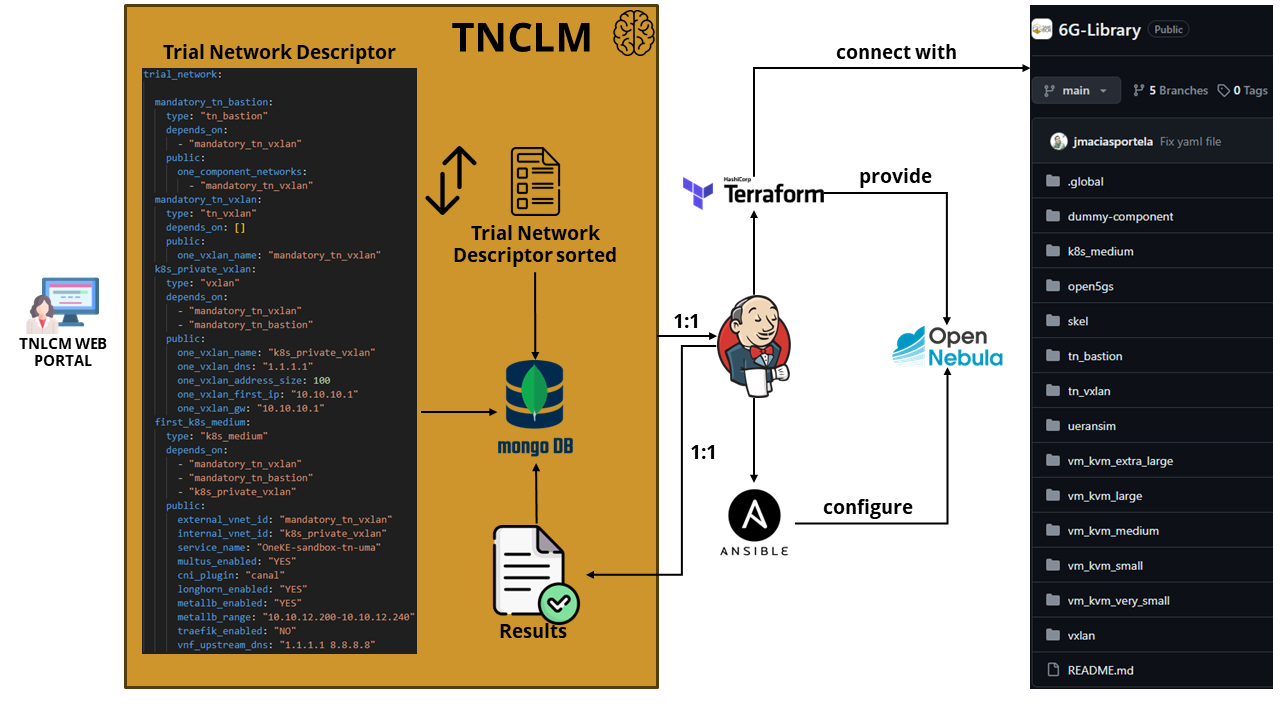 TNLCM WEB
PORTAL
TNCLM
Trial Network Descriptor
trial_network:
mandatory_tn_bastion:
type: "tn_bastion"
depends_on:
- "mandatory_tn_vxlan"
public:
one_component_networks:
- "mandatory_tn_vxlan"
mandatory_tn_vxlan:
type: "tn_vxlan"
depends_on: []
public:
one_vxlan_name: "mandatory_tn_vxlan"
k8s_private_vxlan:
type: "vxlan"
depends_on:
- "mandatory_tn_vxlan"
- "mandatory_tn_bastion"
public:
one_vxlan_name: "k8s_private_vxlan"
one_vxlan_dns: "1.1.1.1"
one_vxlan_address_size: 100
one_vxlan_first_ip: "10.10.10.1"
one_vxlan_gw: "10.10.10.1"
first_k8s_medium:
type: "k8s_medium"
depends_on:
- "mandatory_tn_vxlan"
- "mandatory_tn_bastion"
- "k8s_private_vxlan"
public:
external_vnet_id: "mandatory_tn_vxlan"
internal_vnet_id: "k8s_private_vxlan"
service_name: "OneKE-sandbox-tn-uma"
multus_enabled: "YES"
cni_plugin: "canal"
longhorn_enabled: "YES"
metallb_enabled: "YES"
metallb_range: "10.10.12.200-10.10.12.240"
traefik_enabled: "NO"
vnf_upstream_dns: "1.1.1.1 8.8.8.8"
Trial Network
Descriptor sorted
mongo DB
Results
1:1
1:1
connect with
HashiCorp
Terraform
provide
Open
Nebula
configure
ANSIBLE
6G-Library Public
main 5 Branches 0 Tags
jmaciasportela Fix yaml file
.global
dummy-component
k8s_medium
open5gs
skel
tn_bastion
tn_vxlan
ueransim
vm_kvm_extra_large
vm_kvm_large
vm_kvm_medium
vm_kvm_small
vm_kvm_very_small
vxlan
README.md